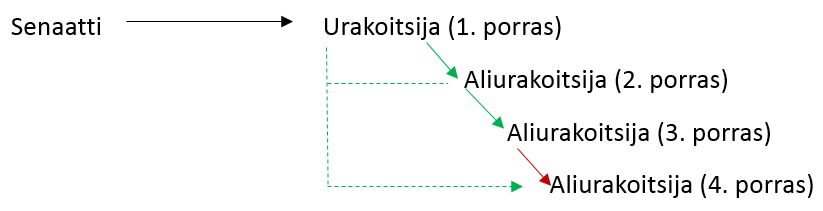 Senaatti
Urakoitsija (1. porras)
Aliurakoitsija (2. porras)
Aliurakoitsija (3. porras)
Aliurakoitsija (4. porras)